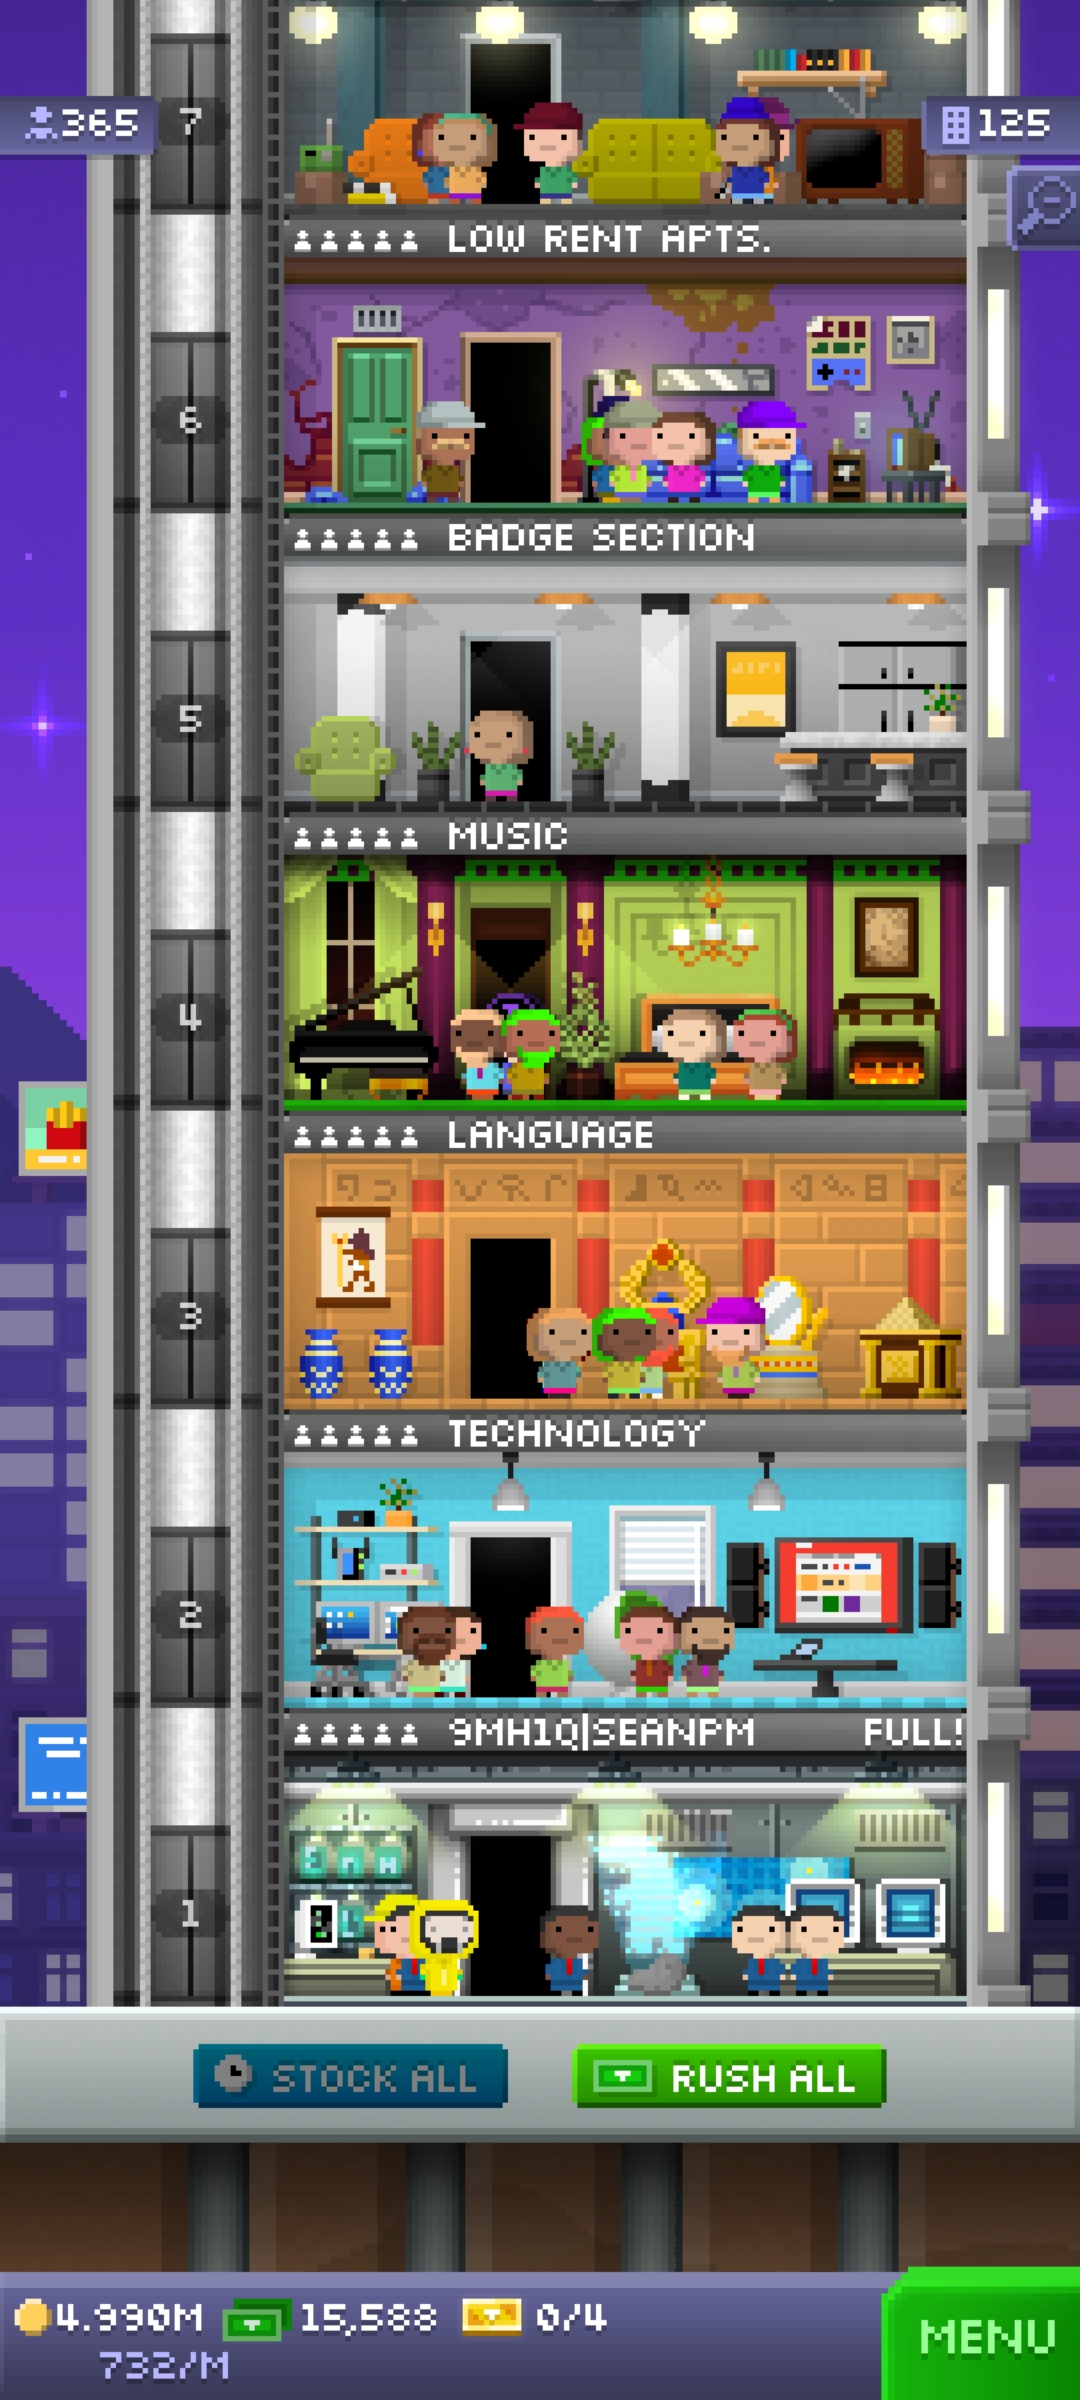 365
7
125
LOW RENT APTS.
6
BADGE SECTION
5
MUSIC
4
LANGUAGE
3
TECHNOLOGY
2
9MH1Q|SEANPM FULL!
1
STOCK ALL
RUSH ALL
4.990M 15,588 0/4
732/M
MENU